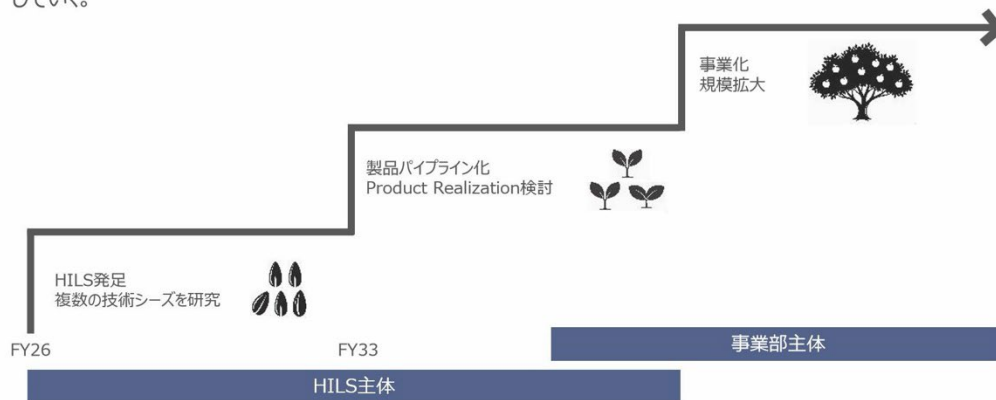 していく。
事業化
規模拡大
製品パイプライン化
Product Realization検討
HILS発足
複数の技術シーズを研究
FY26
FY33
事業部主体
HILS主体